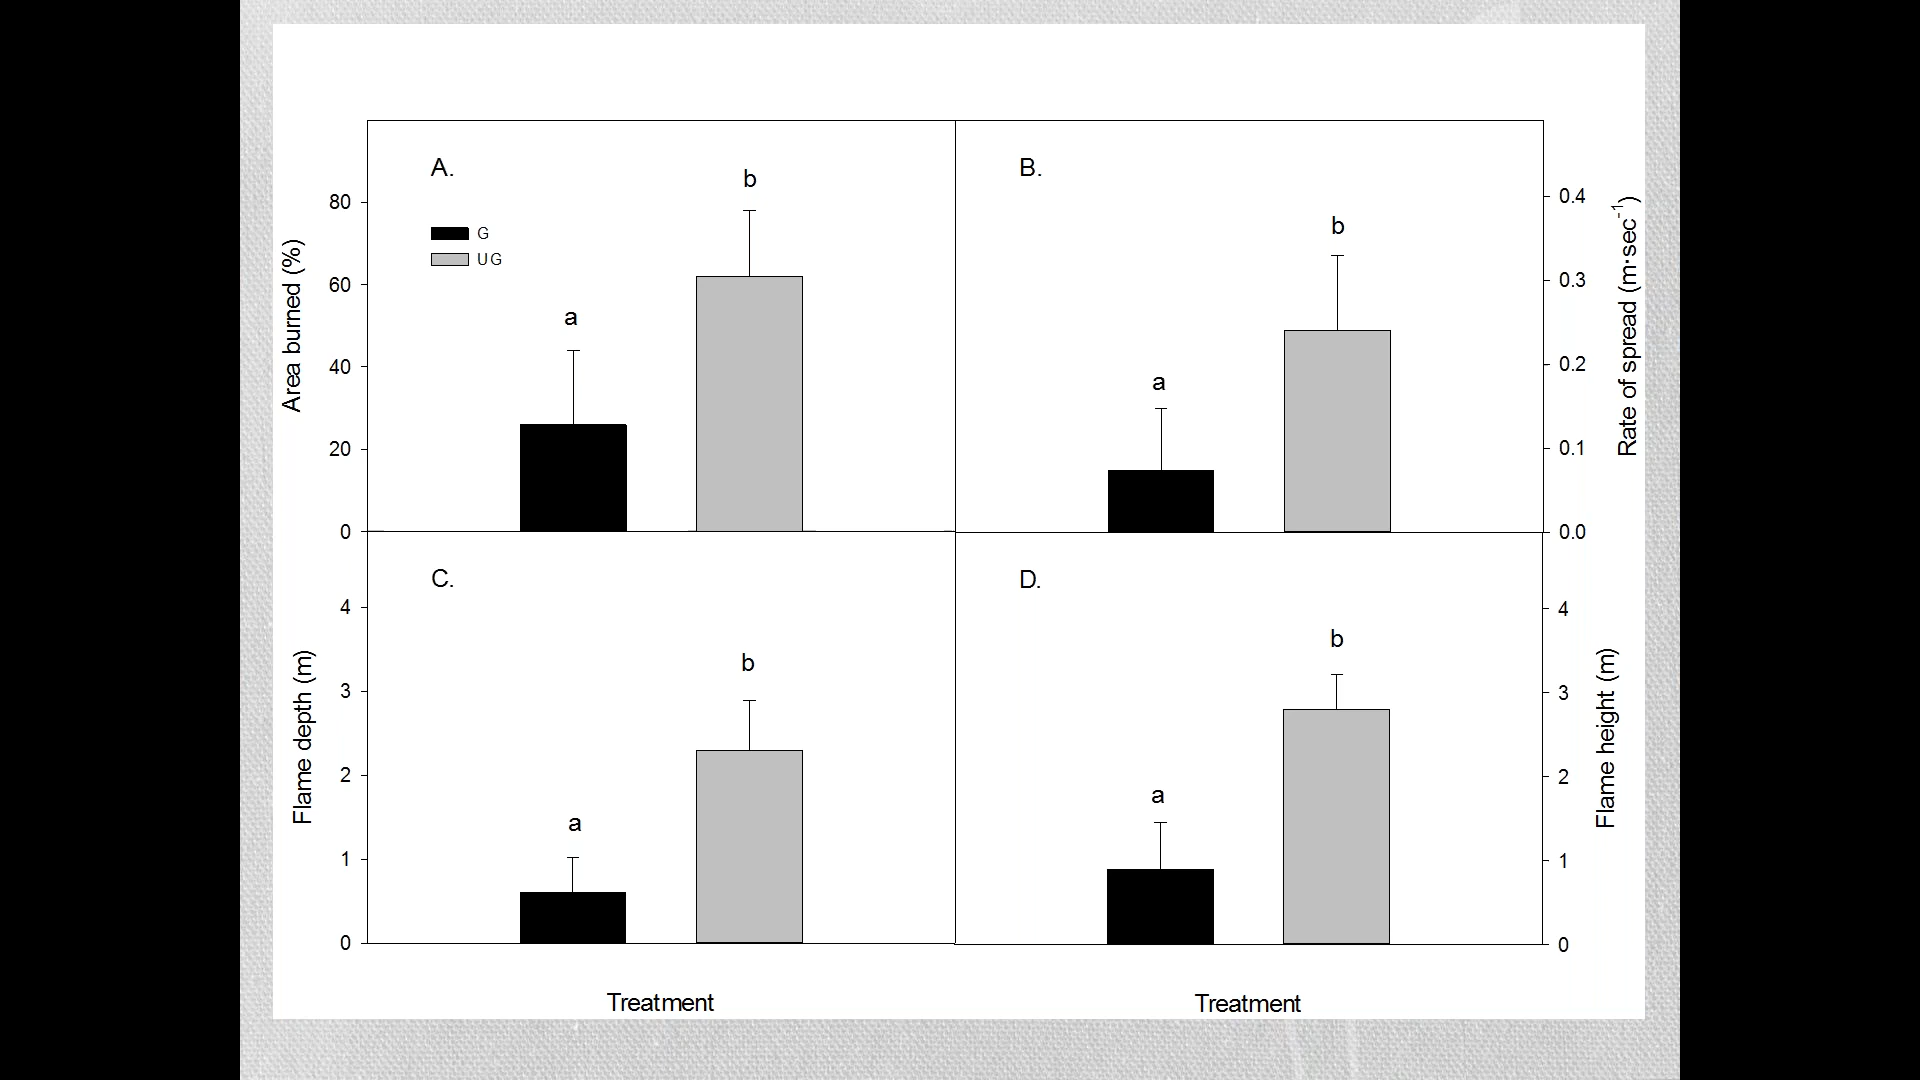 A.
b
80
G
UG
a
60
40
20
0
Area burned (%)
B.
b
0.4
0.3
a
0.2
0.1
0.0
Rate of spread (m·sec⁻¹)
C.
4
b
3
2
a
1
0
Flame depth (m)
Treatment
D.
4
b
3
2
a
1
0
Flame height (m)
Treatment